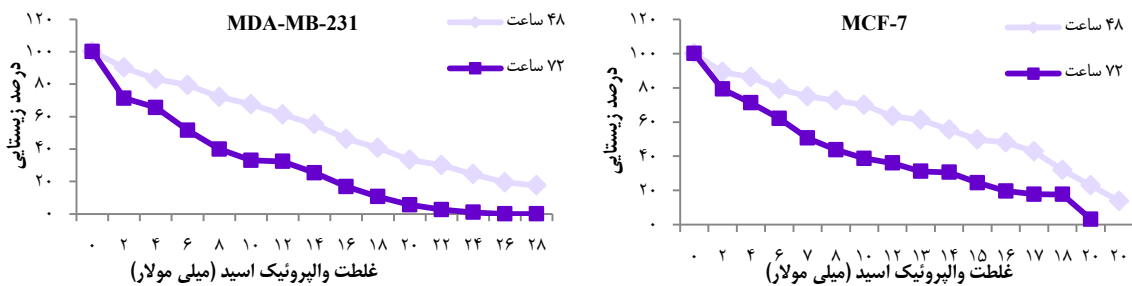 MDA-MB-231
۴۸ ساعت
۷۲ ساعت
درصد زیستایی
۱۲۰
۱۰۰
۸۰
۶۰
۴۰
۲۰
۰
۰ ۲ ۴ ۶ ۸ ۱۰ ۱۲ ۱۴ ۱۶ ۱۸ ۲۰ ۲۲ ۲۴ ۲۶ ۲۸
غلظت والپروئیک اسید (میلی مولار)
MCF-7
۴۸ ساعت
۷۲ ساعت
درصد زیستایی
۱۲۰
۱۰۰
۸۰
۶۰
۴۰
۲۰
۰
۰ ۲ ۴ ۶ ۷ ۸ ۱۰ ۱۲ ۱۳ ۱۴ ۱۵ ۱۶ ۱۷ ۱۸ ۲۰ ۲۰
غلظت والپروئیک اسید (میلی مولار)